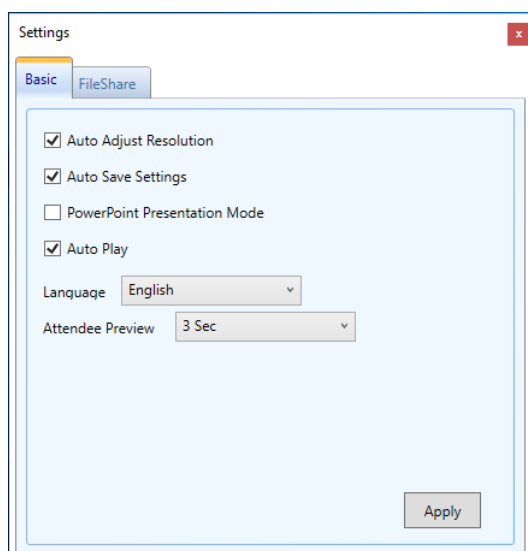 Settings
x
Basic FileShare
Auto Adjust Resolution
Auto Save Settings
PowerPoint Presentation Mode
Auto Play
Language English
Attendee Preview 3 Sec
Apply